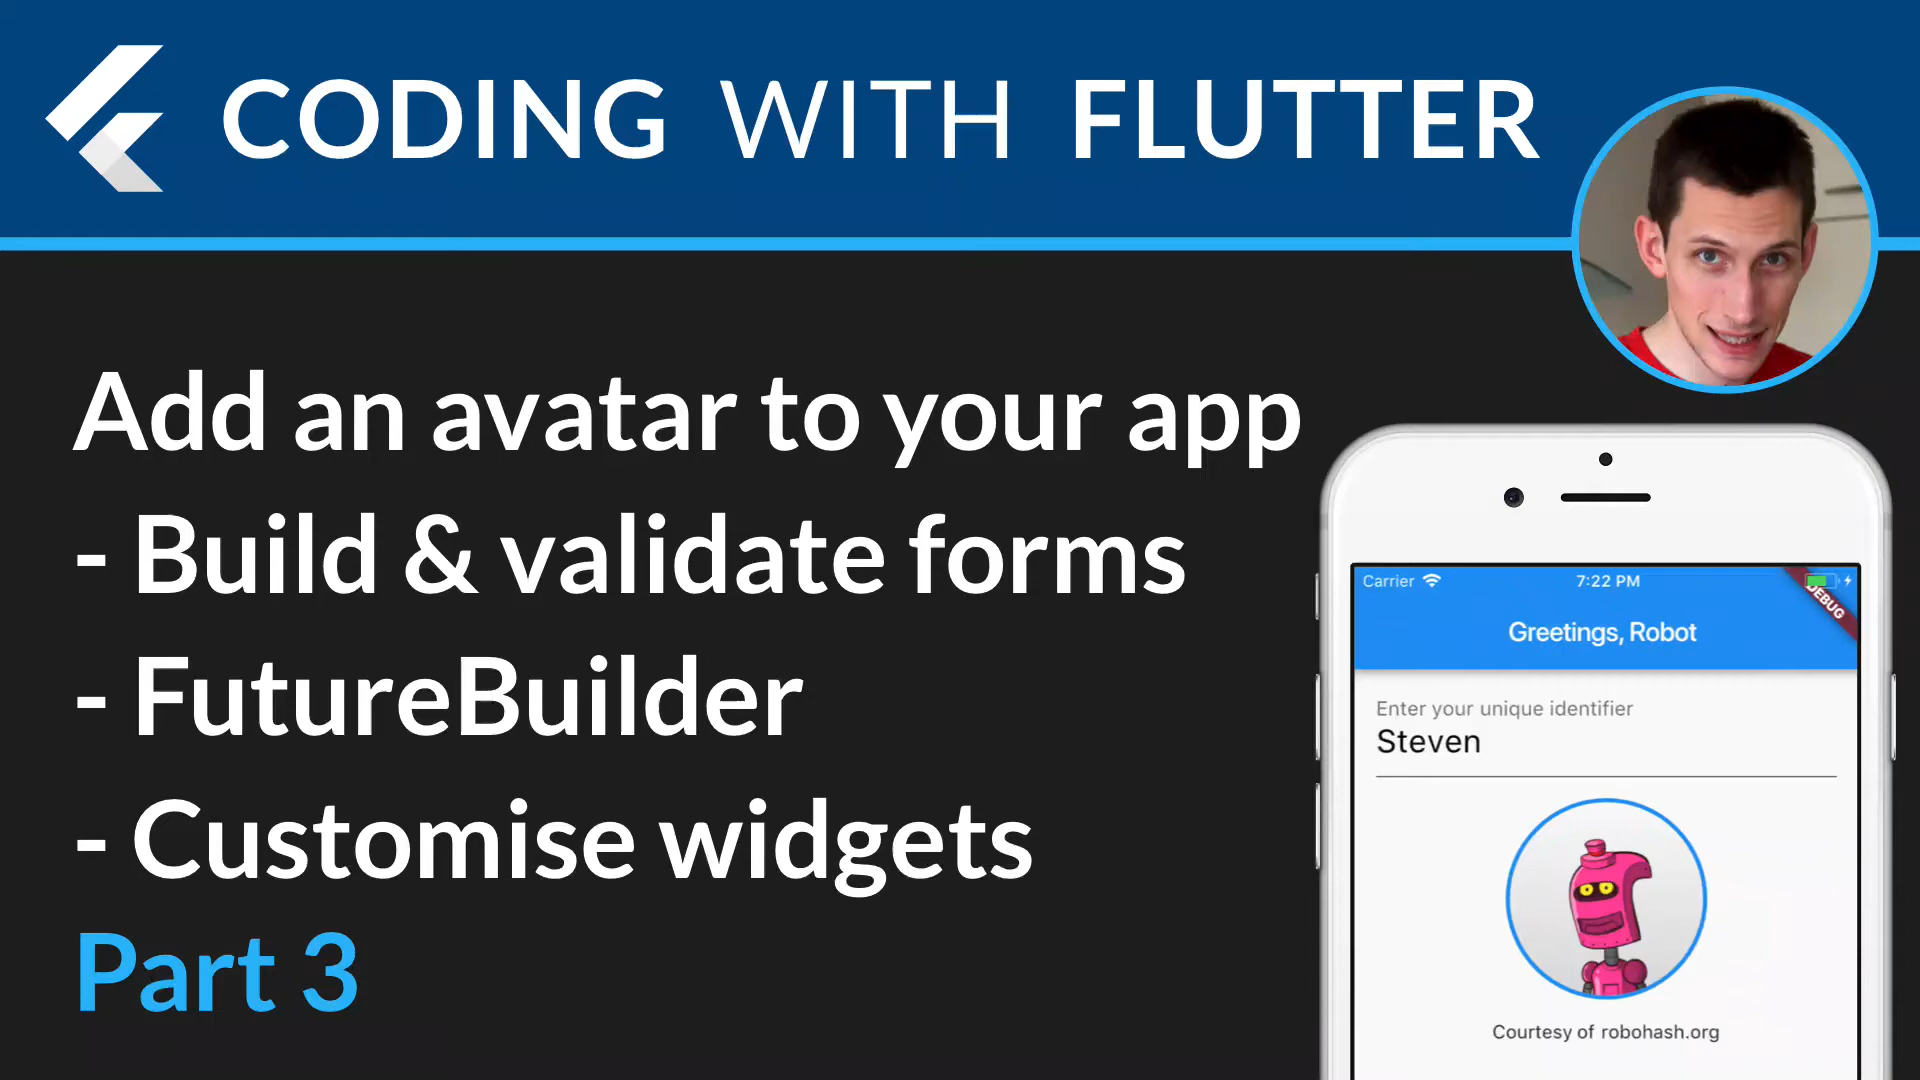 CODING WITH FLUTTER
Add an avatar to your app
- Build & validate forms
- FutureBuilder
- Customise widgets
Part 3
Carrier 7:22 PM
DEBUG
Greetings, Robot
Enter your unique identifier
Steven
Courtesy of robohash.org